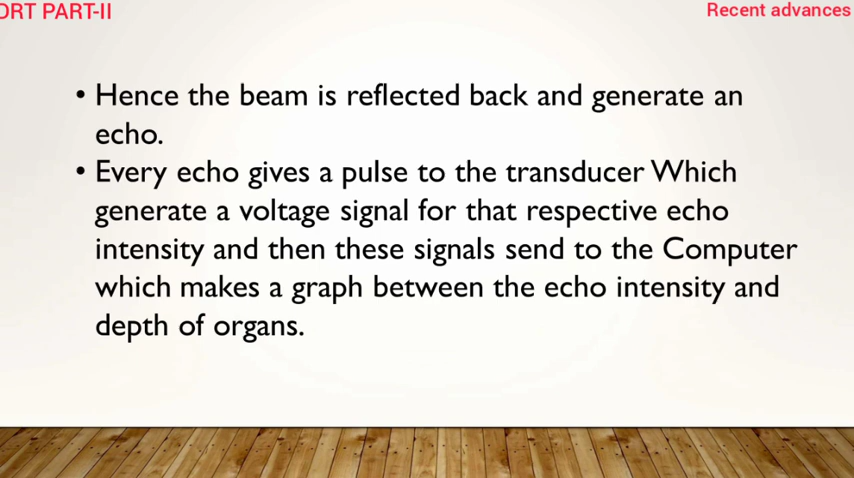 DRT PART-II
Recent advances
• Hence the beam is reflected back and generate an
echo.
• Every echo gives a pulse to the transducer Which
generate a voltage signal for that respective echo
intensity and then these signals send to the Computer
which makes a graph between the echo intensity and
depth of organs.